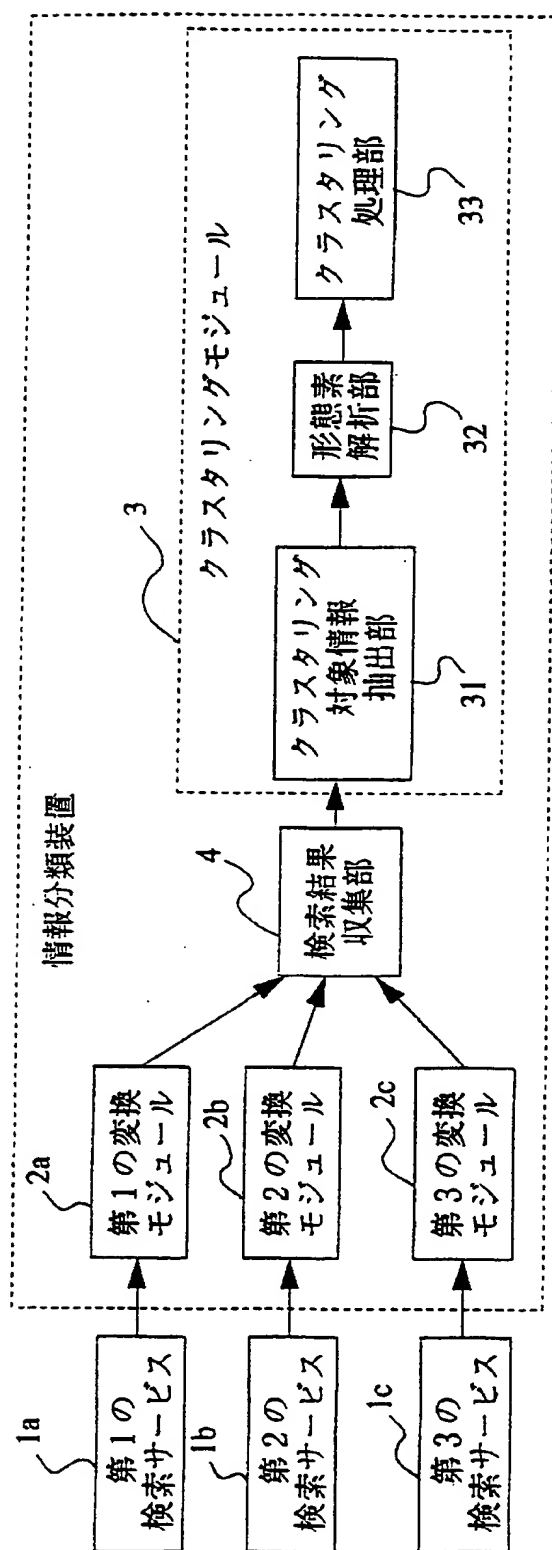 情報分類装置
1a
第1の
検索サービス
1b
第2の
検索サービス
1c
第3の
検索サービス
2a
第1の変換
モジュール
2b
第2の変換
モジュール
2c
第3の変換
モジュール
4
検索結果
収集部
3
クラスタリングモジュール
クラスタリング
対象情報
抽出部
31
形態素
解析部
32
クラスタリング
処理部
33